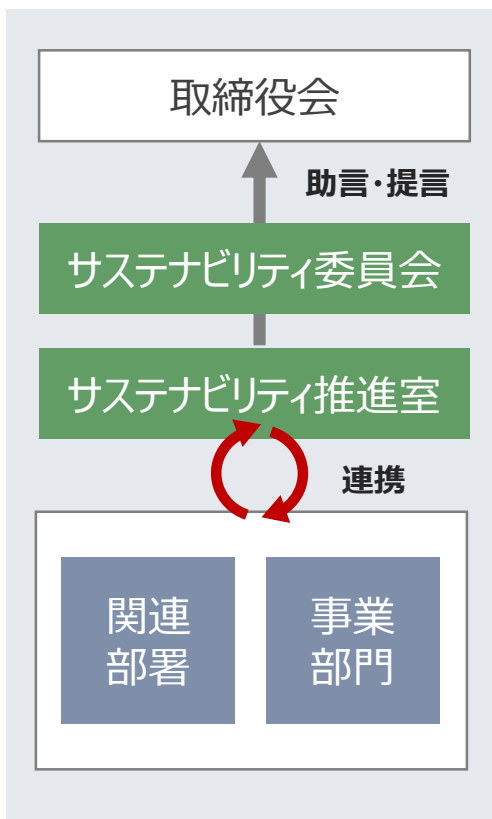 取締役会
助言・提言
サステナビリティ委員会
サステナビリティ推進室
連携
関連
部署
事業
部門